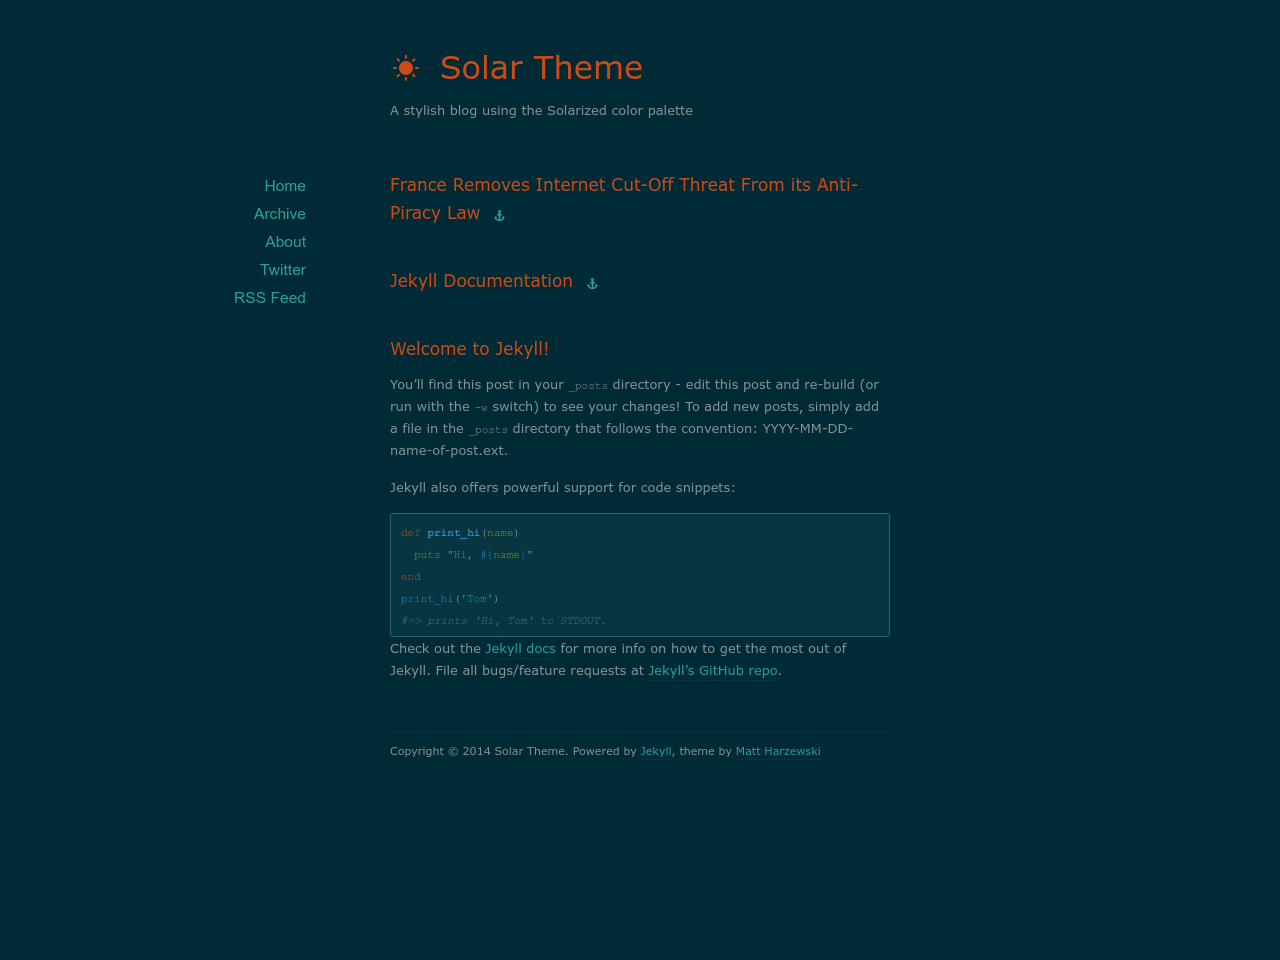 Solar Theme
A stylish blog using the Solarized color palette
Home
Archive
About
Twitter
RSS Feed
France Removes Internet Cut-Off Threat From its Anti-
Piracy Law
Jekyll Documentation
Welcome to Jekyll!
You’ll find this post in your _posts directory - edit this post and re-build (or
run with the -w switch) to see your changes! To add new posts, simply add
a file in the _posts directory that follows the convention: YYYY-MM-DD-
name-of-post.ext.
Jekyll also offers powerful support for code snippets:
def print_hi(name)
  puts "Hi, #{name}"
end
print_hi('Tom')
#=> prints 'Hi, Tom' to STDOUT.
Check out the Jekyll docs for more info on how to get the most out of
Jekyll. File all bugs/feature requests at Jekyll’s GitHub repo.
Copyright © 2014 Solar Theme. Powered by Jekyll, theme by Matt Harzewski